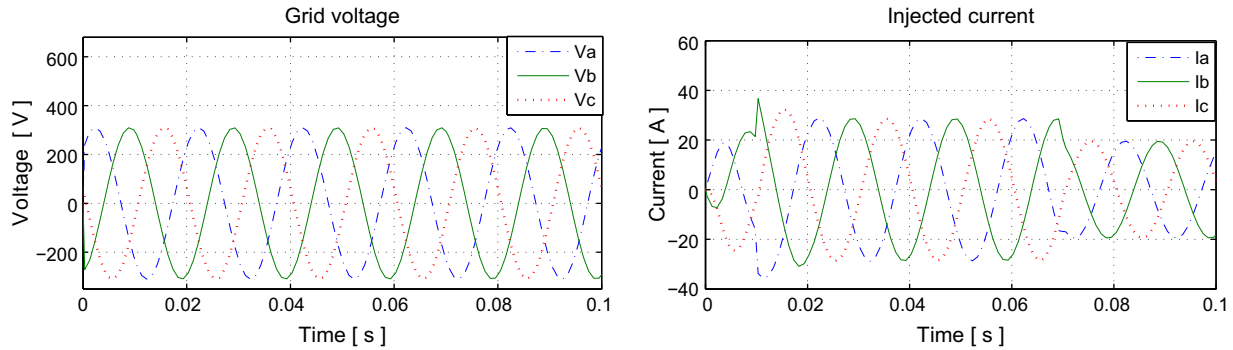 Grid voltage
Voltage [ V ]
600
400
200
0
−200
Va
Vb
Vc
0
0.02
0.04
0.06
0.08
0.1
Time [ s ]
Injected current
Current [ A ]
60
40
20
0
−20
−40
Ia
Ib
Ic
0
0.02
0.04
0.06
0.08
0.1
Time [ s ]